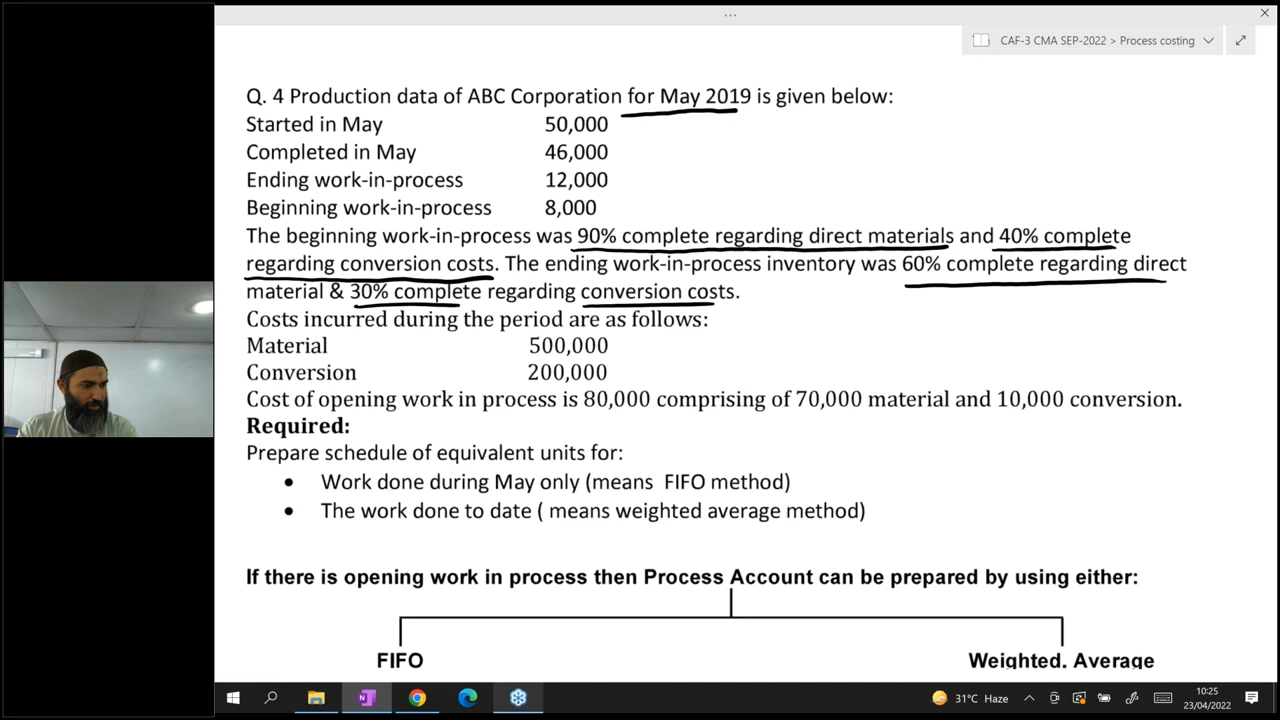 CAF-3 CMA SEP-2022 > Process costing
Q. 4 Production data of ABC Corporation for May 2019 is given below:
Started in May 50,000
Completed in May 46,000
Ending work-in-process 12,000
Beginning work-in-process 8,000
The beginning work-in-process was 90% complete regarding direct materials and 40% complete
regarding conversion costs. The ending work-in-process inventory was 60% complete regarding direct
material & 30% complete regarding conversion costs.
Costs incurred during the period are as follows:
Material 500,000
Conversion 200,000
Cost of opening work in process is 80,000 comprising of 70,000 material and 10,000 conversion.
Required:
Prepare schedule of equivalent units for:
• Work done during May only (means FIFO method)
• The work done to date ( means weighted average method)
If there is opening work in process then Process Account can be prepared by using either:
FIFO Weighted. Average
31°C Haze 10:25
23/04/2022